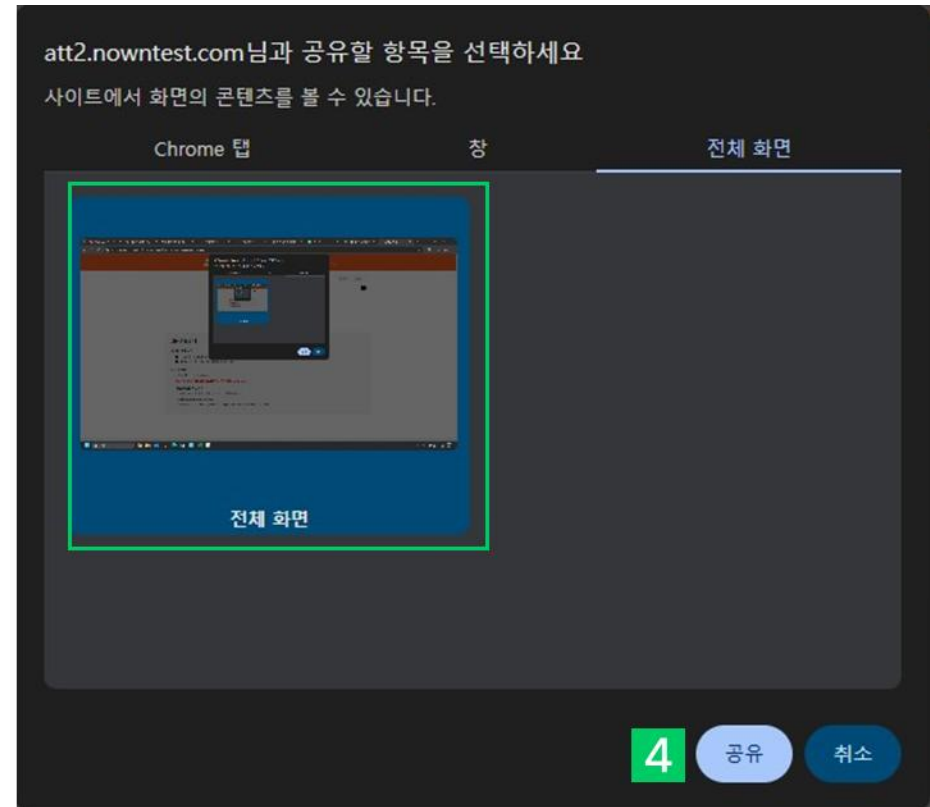 att2.nowntest.com님과 공유할 항목을 선택하세요
사이트에서 화면의 콘텐츠를 볼 수 있습니다.
Chrome 탭
창
전체 화면
전체 화면
4
공유
취소